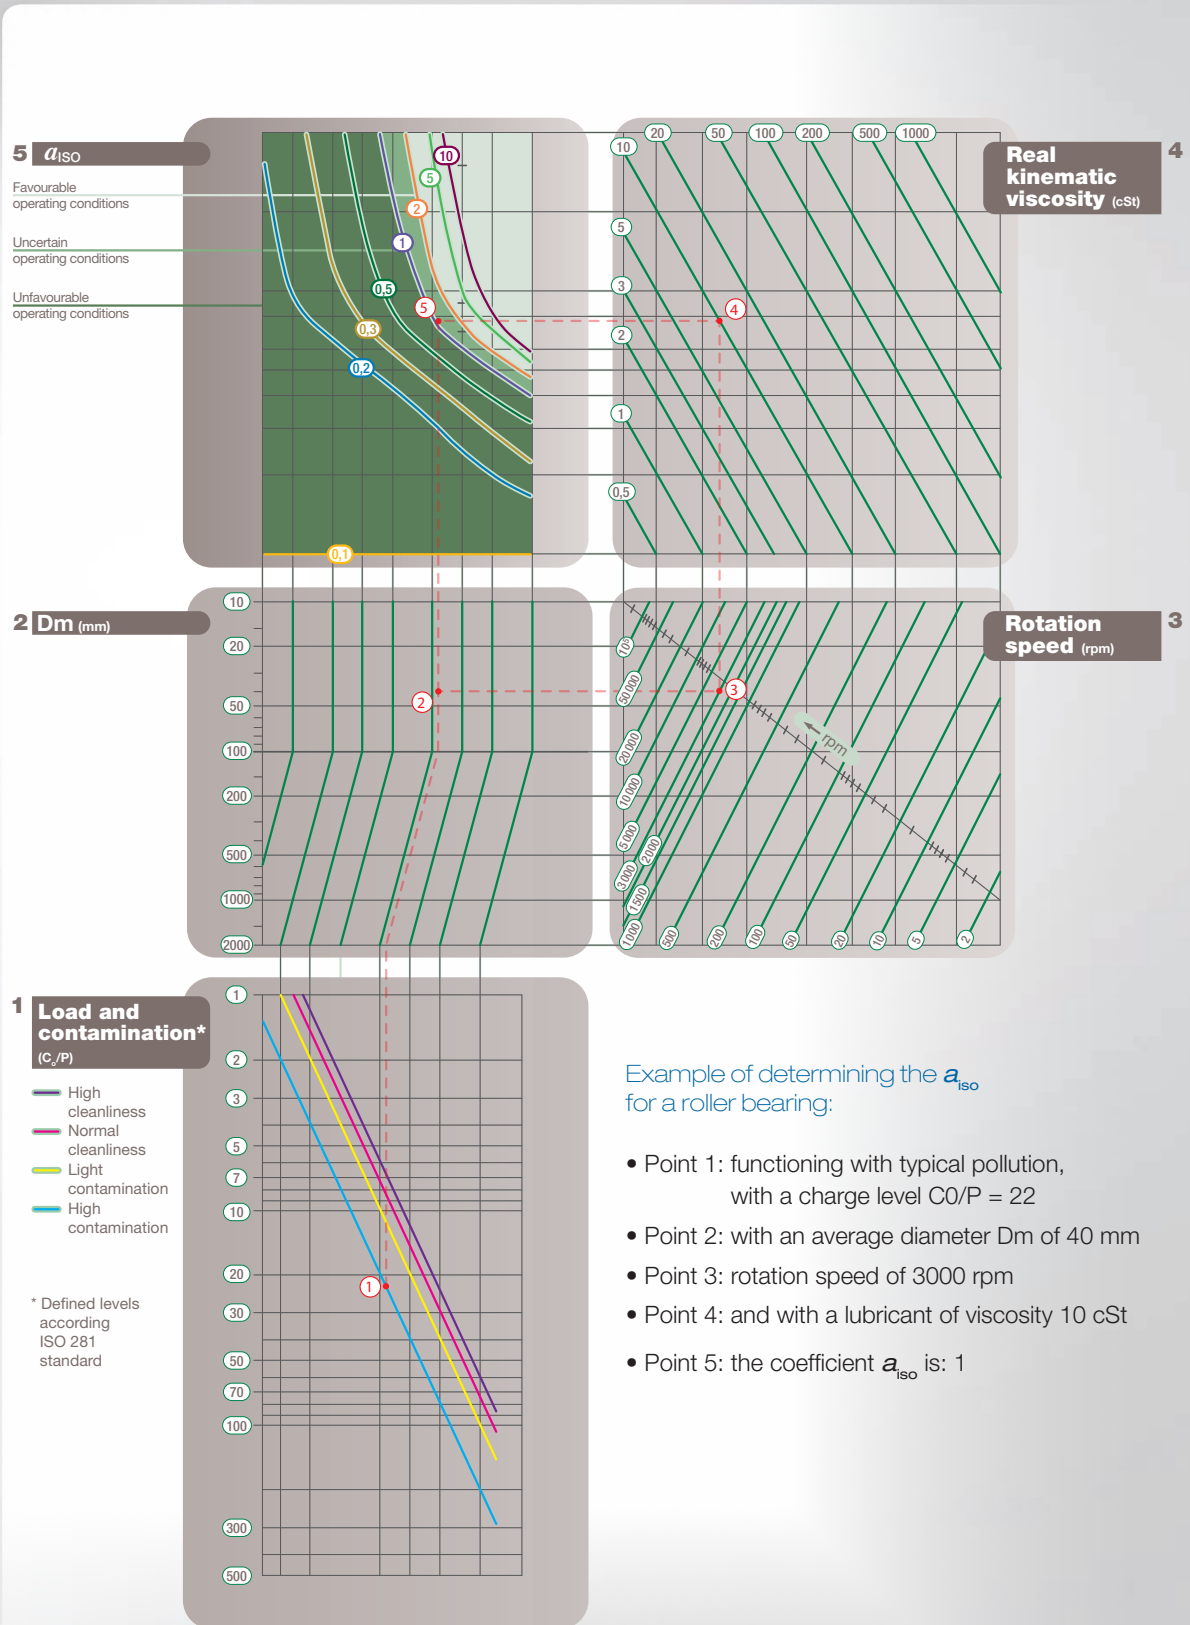 5 aISO
Favourable
operating conditions
Uncertain
operating conditions
Unfavourable
operating conditions
10
5
2
1
0,5
5
0,3
0,2
0,1
20 50 100 200 500 1000
10
5
3
2
1
0,5
4
Real
kinematic
viscosity (cSt)
4
2 Dm (mm)
10
20
50
100
200
500
1000
2000
2
Rotation
speed (rpm)
3
10⁵
50 000
20 000
10 000
5 000
3 000
2000
1500
1000
500
200
100
50
20
10
5
2
3
rpm
1 Load and
contamination*
(C₀/P)
High
cleanliness
Normal
cleanliness
Light
contamination
High
contamination
* Defined levels
according
ISO 281
standard
1
2
3
5
7
10
20
30
50
70
100
300
500
1
Example of determining the aiso
for a roller bearing:
• Point 1: functioning with typical pollution,
with a charge level C0/P = 22
• Point 2: with an average diameter Dm of 40 mm
• Point 3: rotation speed of 3000 rpm
• Point 4: and with a lubricant of viscosity 10 cSt
• Point 5: the coefficient aiso is: 1